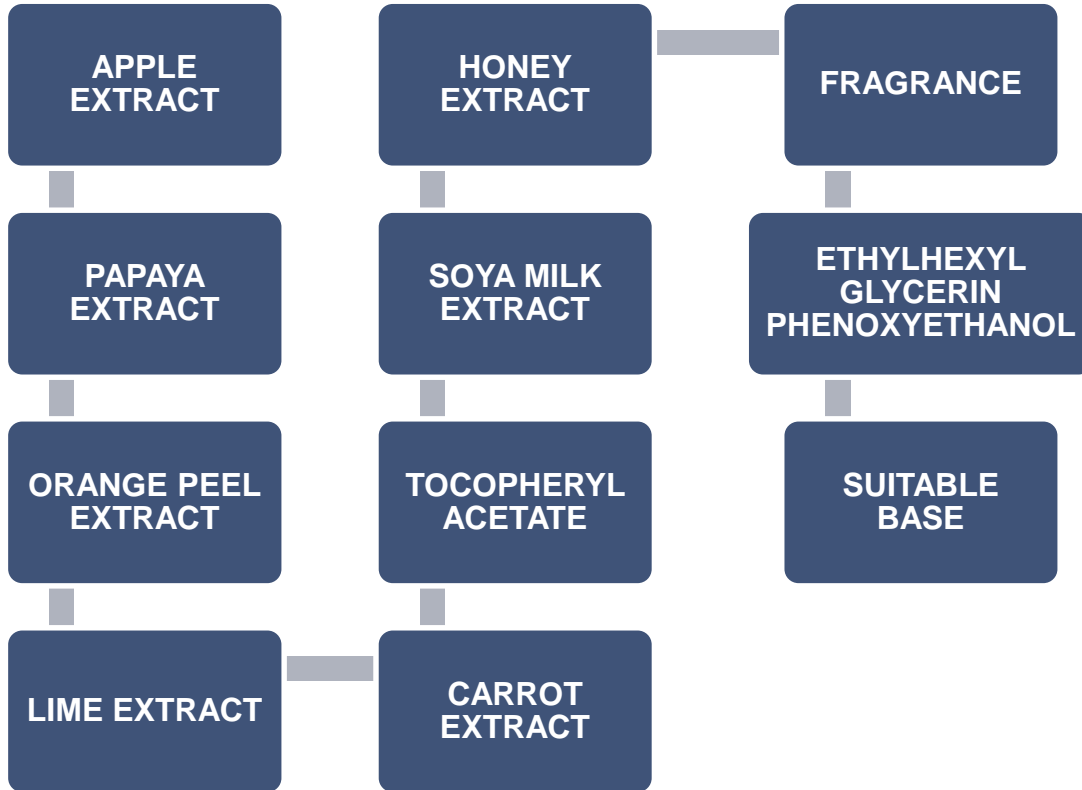 APPLE
EXTRACT
PAPAYA
EXTRACT
ORANGE PEEL
EXTRACT
LIME EXTRACT
CARROT
EXTRACT
TOCOPHERYL
ACETATE
SOYA MILK
EXTRACT
HONEY
EXTRACT
FRAGRANCE
ETHYLHEXYL
GLYCERIN
PHENOXYETHANOL
SUITABLE
BASE